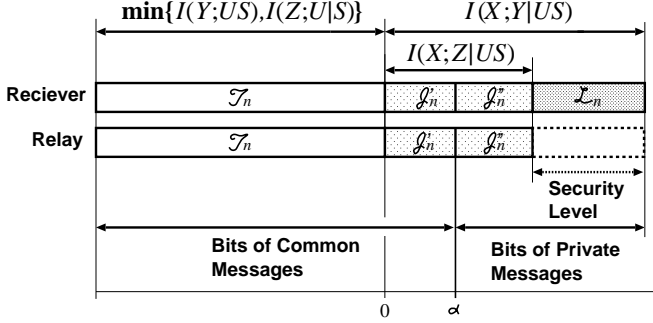 min{I(Y;US),I(Z;U|S)} I(X;Y|US)
I(X;Z|US)
Reciever 𝒯n 𝒥'n 𝒥''n ℒn
Relay 𝒯n 𝒥'n 𝒥''n
Security
Level
Bits of Common
Messages
Bits of Private
Messages
0 α